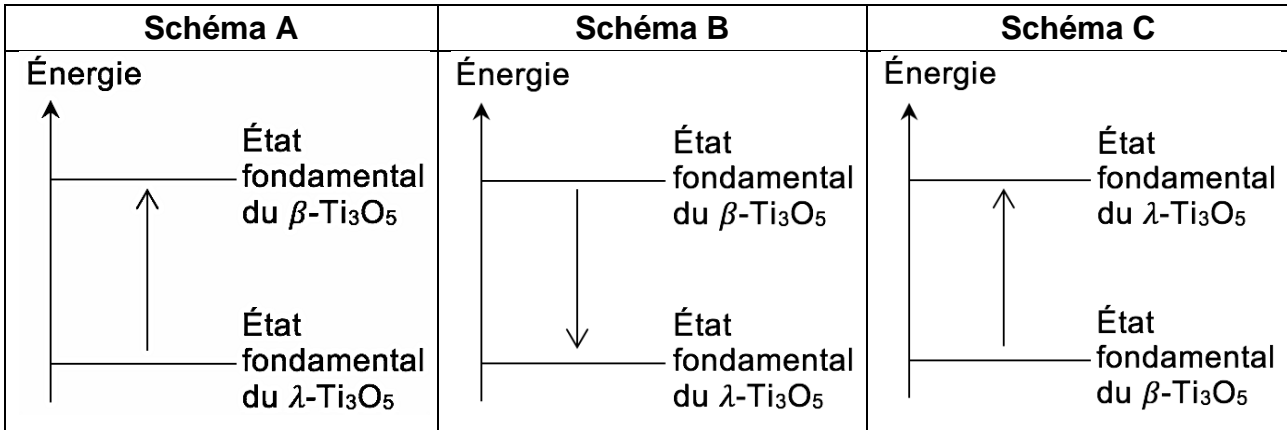 Schéma A
Schéma B
Schéma C
Énergie
État
fondamental
du β-Ti₃O₅
État
fondamental
du λ-Ti₃O₅
Énergie
État
fondamental
du β-Ti₃O₅
État
fondamental
du λ-Ti₃O₅
Énergie
État
fondamental
du λ-Ti₃O₅
État
fondamental
du β-Ti₃O₅